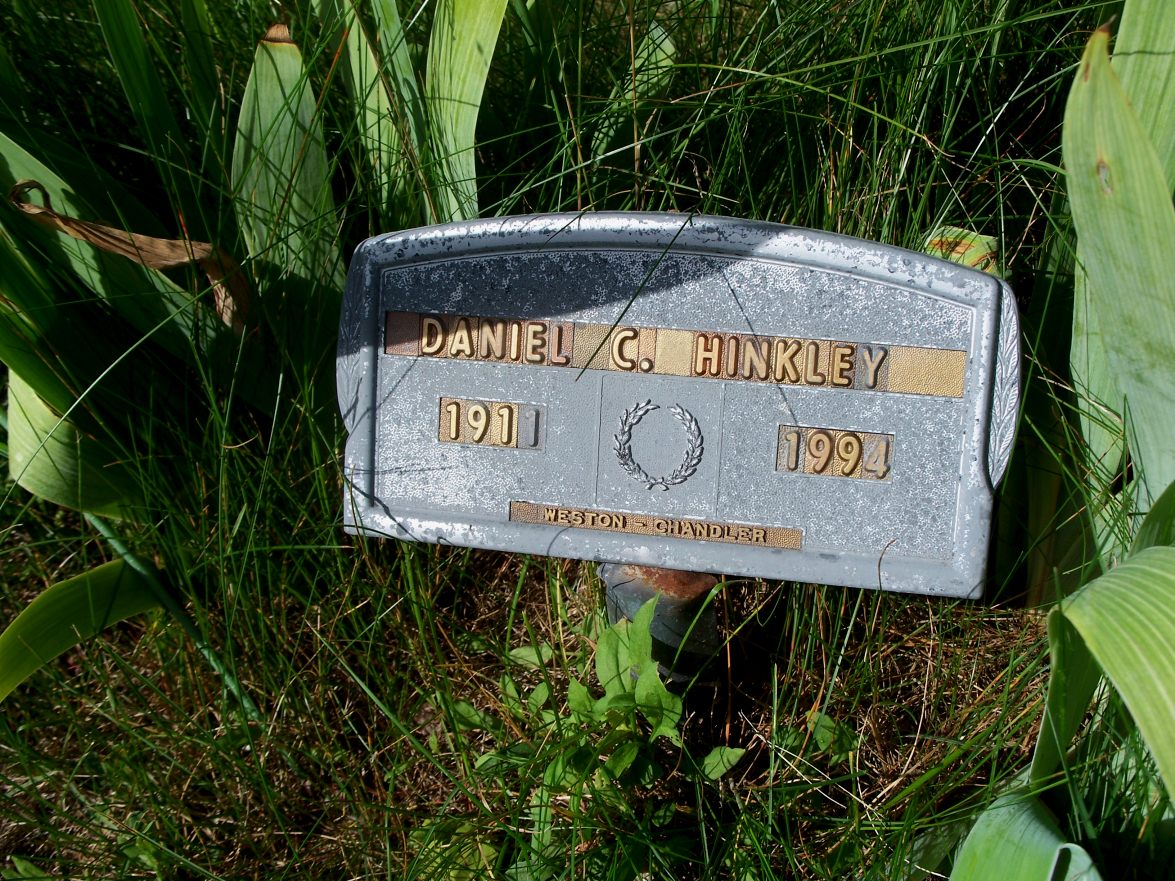 DANIEL C. HINKLEY
1911 1994
WESTON - CHANDLER